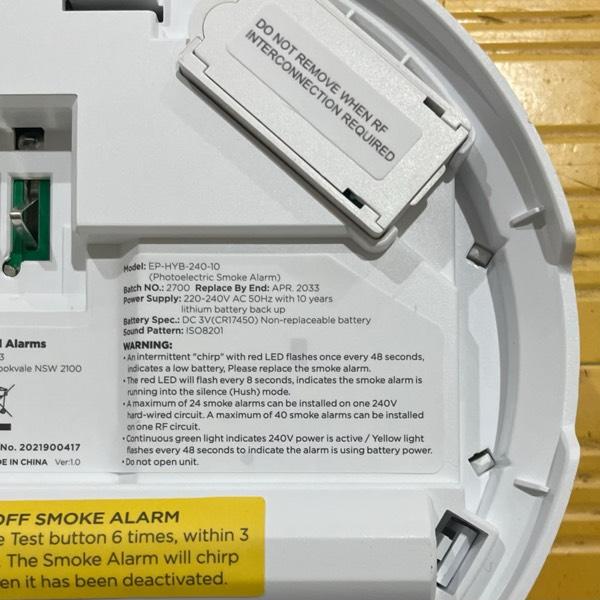 DO NOT REMOVE WHEN RF
INTERCONNECTION REQUIRED
Model: EP-HYB-240-10
(Photoelectric Smoke Alarm)
Batch NO.: 2700 Replace By End: APR. 2033
Power Supply: 220-240V AC 50Hz with 10 years
lithium battery back up
Battery Spec.: DC 3V(CR17450) Non-replaceable battery
Sound Pattern: ISO8201
WARNING:
• An intermittent "chirp" with red LED flashes once every 48 seconds,
indicates a low battery, Please replace the smoke alarm.
• The red LED will flash every 8 seconds, indicates the smoke alarm is
running into the silence (Hush) mode.
• A maximum of 24 smoke alarms can be installed on one 240V
hard-wired circuit. A maximum of 40 smoke alarms can be installed
on one RF circuit.
• Continuous green light indicates 240V power is active / Yellow light
flashes every 48 seconds to indicate the alarm is using battery power.
• Do not open unit.
Alarms
3
ookvale NSW 2100
No. 2021900417
DE IN CHINA Ver:1.0
OFF SMOKE ALARM
e Test button 6 times, within 3
. The Smoke Alarm will chirp
en it has been deactivated.